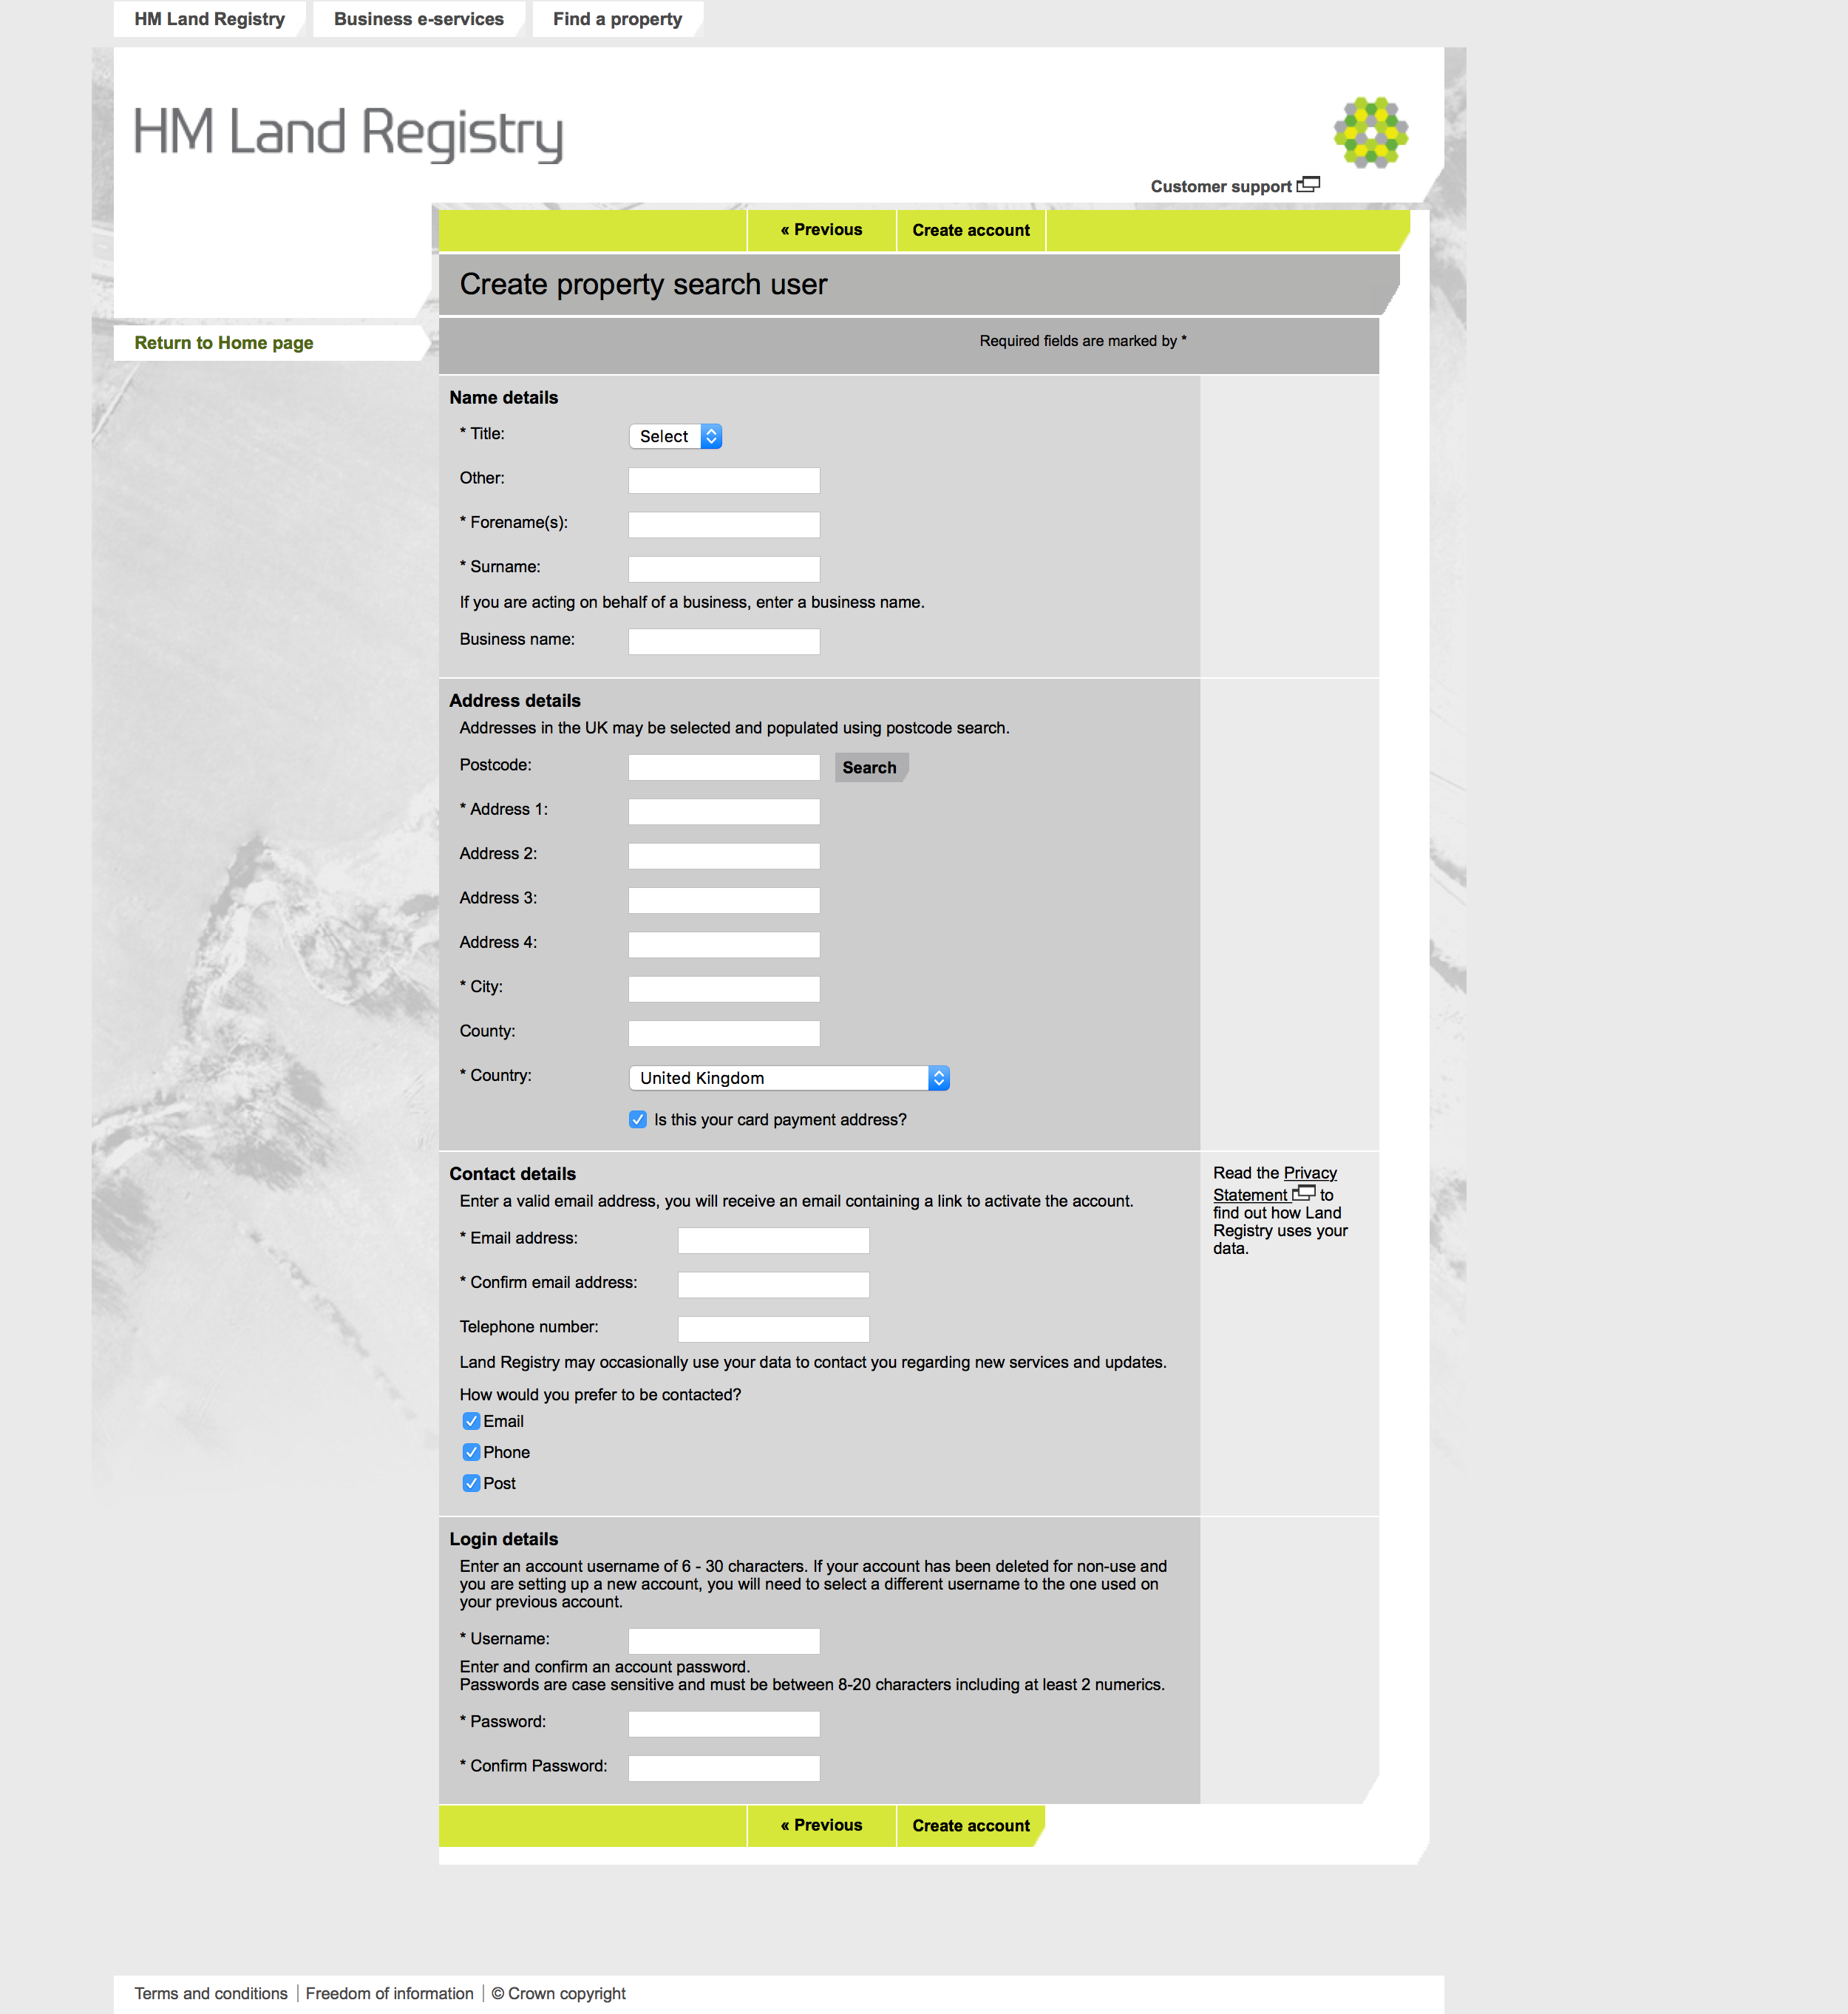 HM Land Registry
Business e-services
Find a property
HM Land Registry
Customer support
« Previous
Create account
Create property search user
Return to Home page
Required fields are marked by *
Name details
* Title:
Select
Other:
* Forename(s):
* Surname:
If you are acting on behalf of a business, enter a business name.
Business name:
Address details
Addresses in the UK may be selected and populated using postcode search.
Postcode:
Search
* Address 1:
Address 2:
Address 3:
Address 4:
* City:
County:
* Country:
United Kingdom
Is this your card payment address?
Contact details
Enter a valid email address, you will receive an email containing a link to activate the account.
* Email address:
* Confirm email address:
Telephone number:
Land Registry may occasionally use your data to contact you regarding new services and updates.
How would you prefer to be contacted?
Email
Phone
Post
Read the Privacy
Statement to
find out how Land
Registry uses your
data.
Login details
Enter an account username of 6 - 30 characters. If your account has been deleted for non-use and
you are setting up a new account, you will need to select a different username to the one used on
your previous account.
* Username:
Enter and confirm an account password.
Passwords are case sensitive and must be between 8-20 characters including at least 2 numerics.
* Password:
* Confirm Password:
« Previous
Create account
Terms and conditions
Freedom of information
© Crown copyright